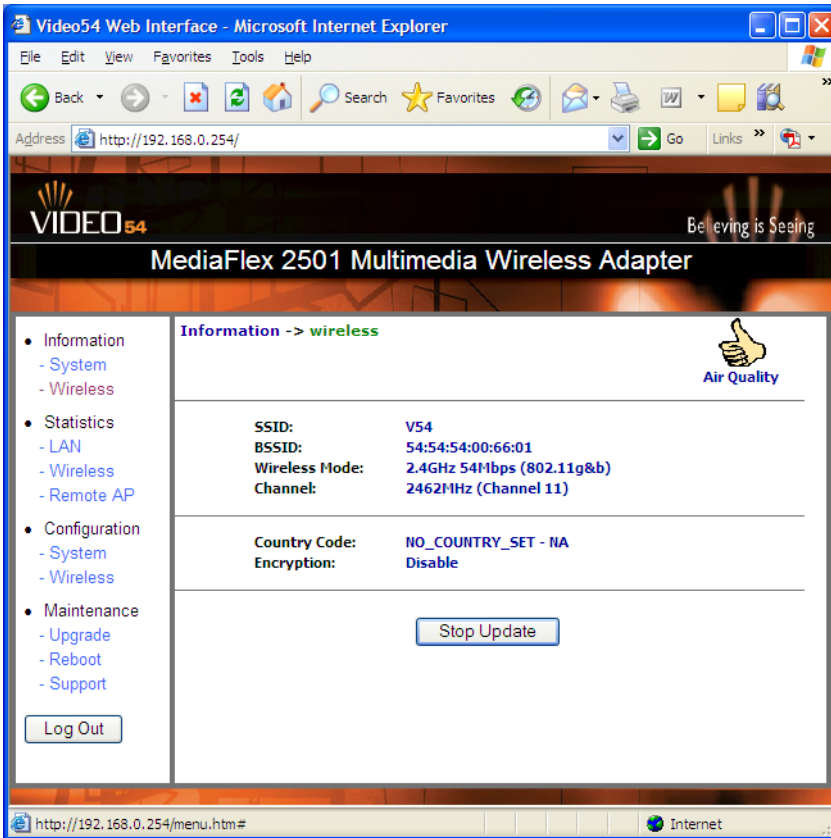 Video54 Web Interface - Microsoft Internet Explorer
File Edit View Favorites Tools Help
Back Search Favorites »
Address http://192.168.0.254/ Go Links »
VIDEO54 Believing is Seeing
MediaFlex 2501 Multimedia Wireless Adapter
• Information
- System
- Wireless
• Statistics
- LAN
- Wireless
- Remote AP
• Configuration
- System
- Wireless
• Maintenance
- Upgrade
- Reboot
- Support
Log Out
Information -> wireless
Air Quality
SSID: V54
BSSID: 54:54:54:00:66:01
Wireless Mode: 2.4GHz 54Mbps (802.11g&b)
Channel: 2462MHz (Channel 11)
Country Code: NO_COUNTRY_SET - NA
Encryption: Disable
Stop Update
http://192.168.0.254/menu.htm# Internet